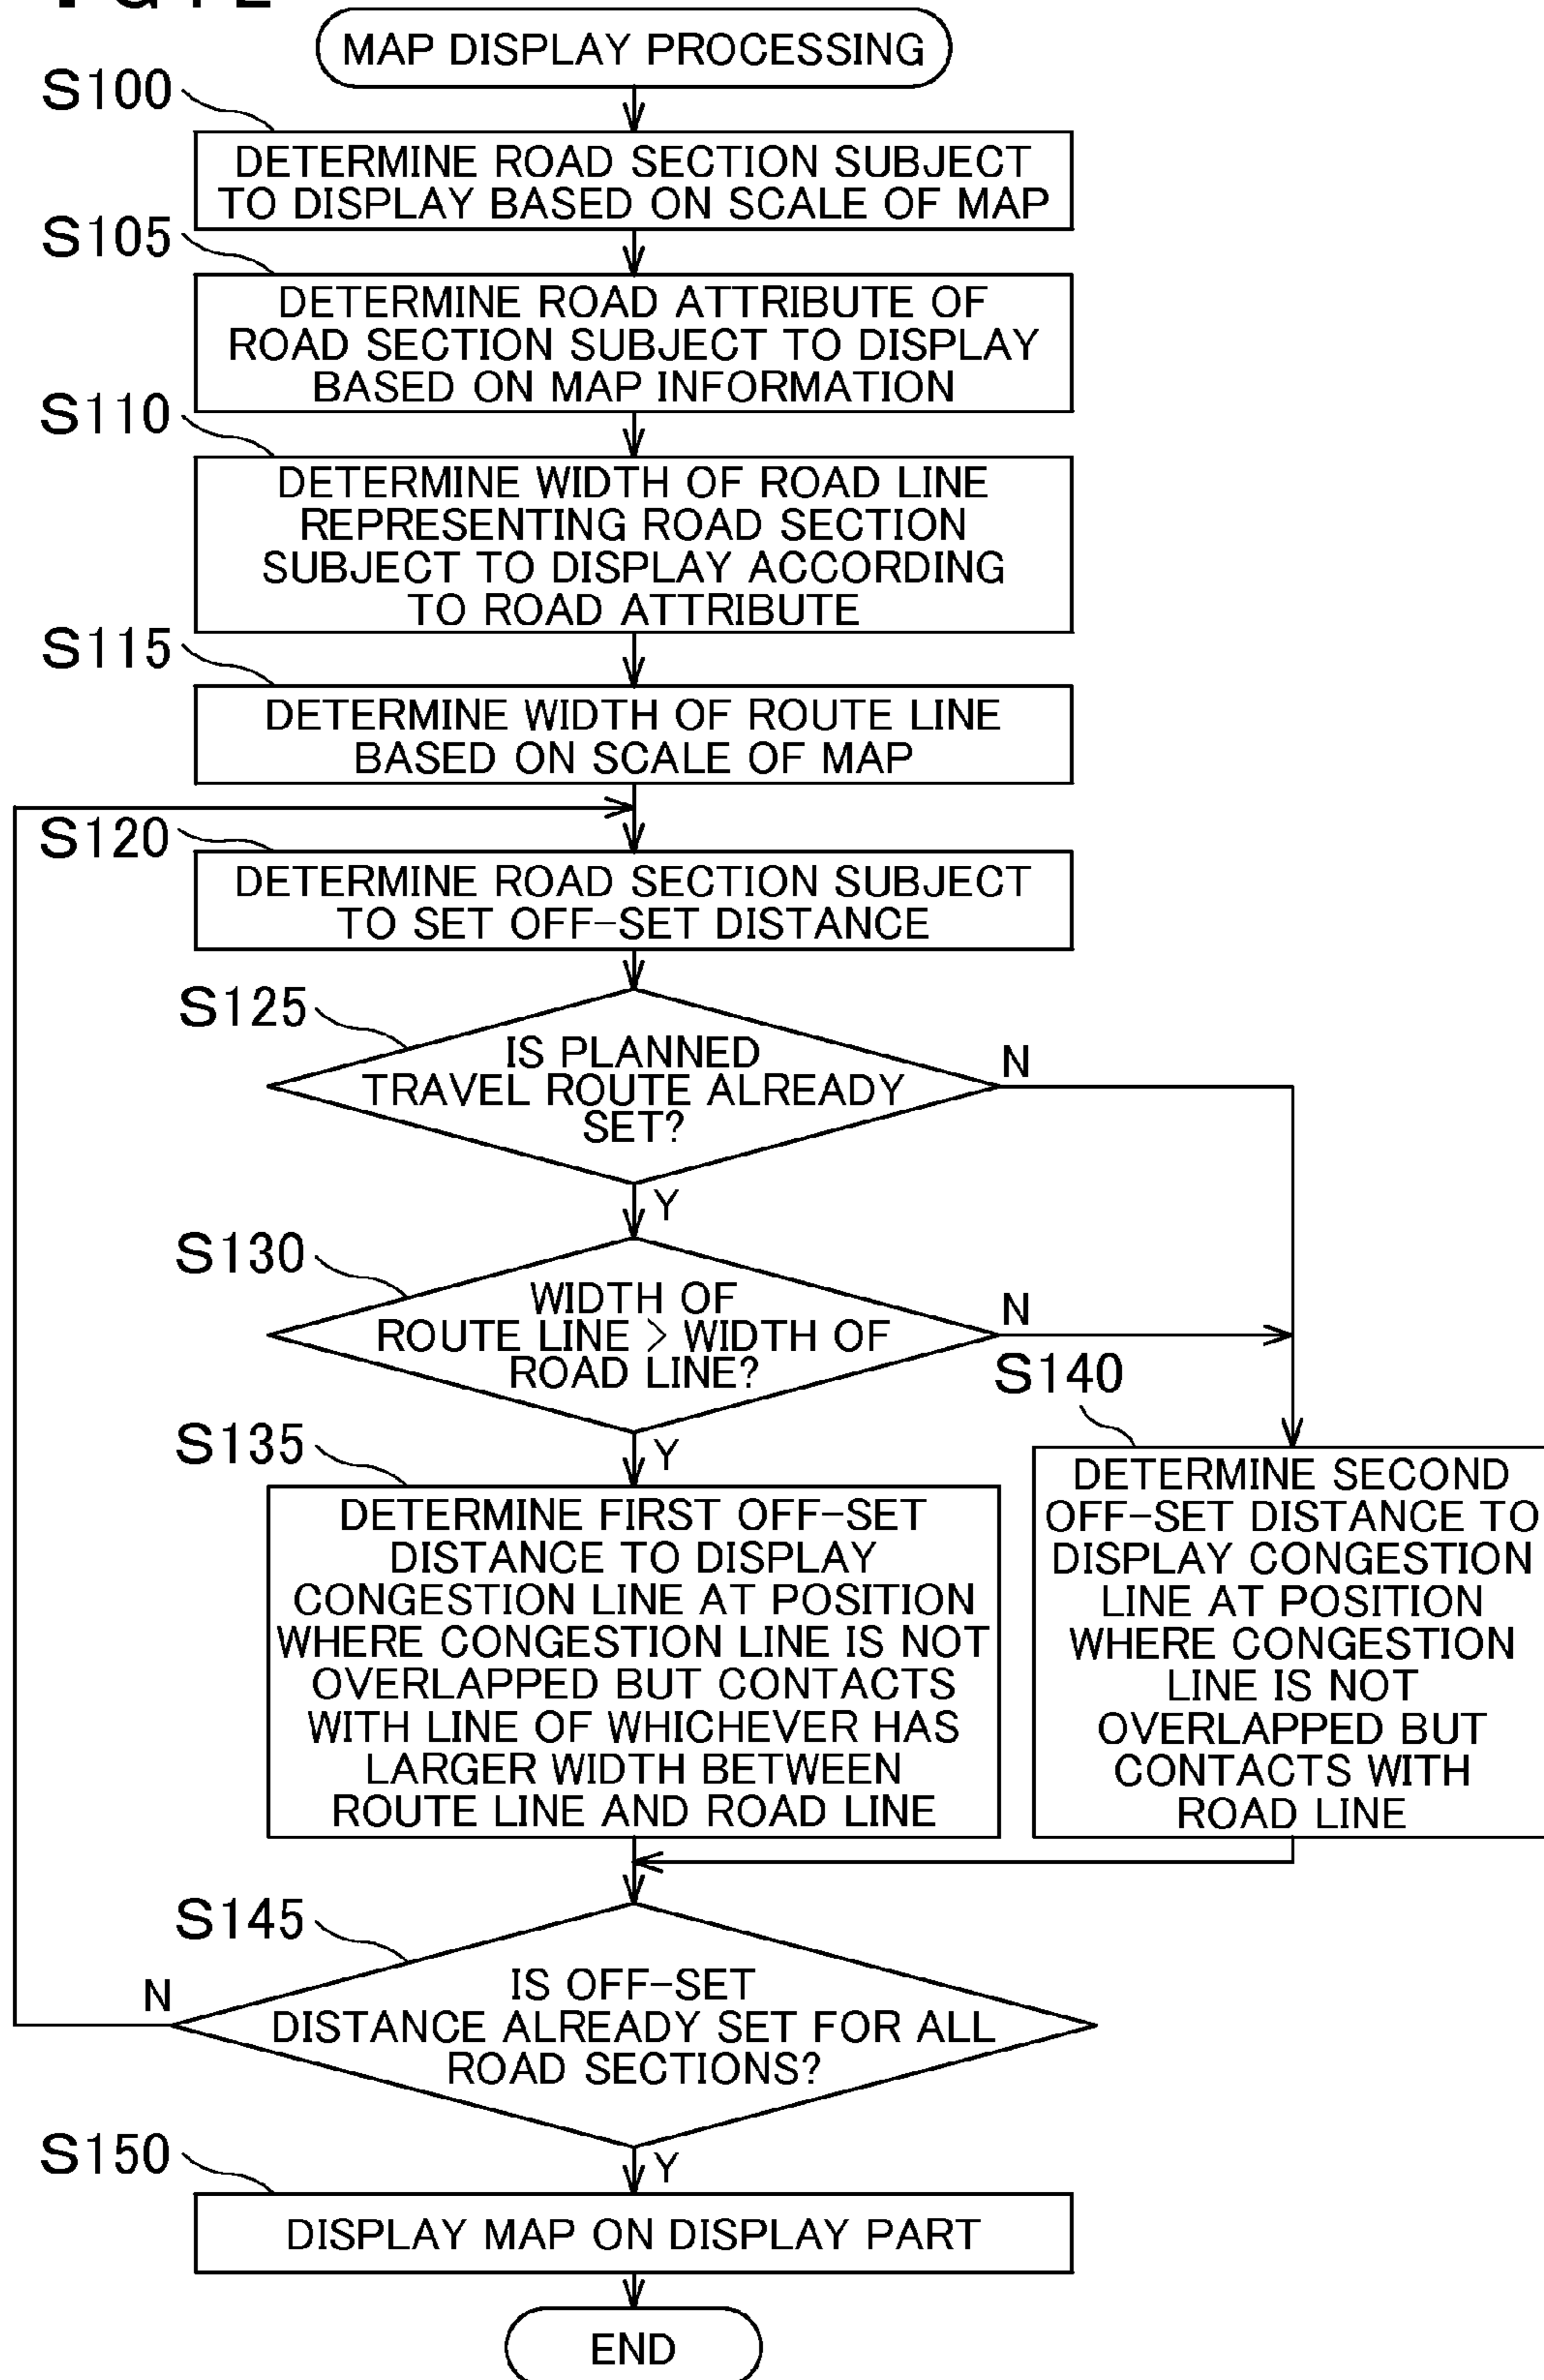 MAP DISPLAY PROCESSING
S100
DETERMINE ROAD SECTION SUBJECT
TO DISPLAY BASED ON SCALE OF MAP
S105
DETERMINE ROAD ATTRIBUTE OF
ROAD SECTION SUBJECT TO DISPLAY
BASED ON MAP INFORMATION
S110
DETERMINE WIDTH OF ROAD LINE
REPRESENTING ROAD SECTION
SUBJECT TO DISPLAY ACCORDING
TO ROAD ATTRIBUTE
S115
DETERMINE WIDTH OF ROUTE LINE
BASED ON SCALE OF MAP
S120
DETERMINE ROAD SECTION SUBJECT
TO SET OFF-SET DISTANCE
S125
IS PLANNED
TRAVEL ROUTE ALREADY
SET?
N
Y
S130
WIDTH OF
ROUTE LINE > WIDTH OF
ROAD LINE?
N
Y
S135
DETERMINE FIRST OFF-SET
DISTANCE TO DISPLAY
CONGESTION LINE AT POSITION
WHERE CONGESTION LINE IS NOT
OVERLAPPED BUT CONTACTS
WITH LINE OF WHICHEVER HAS
LARGER WIDTH BETWEEN
ROUTE LINE AND ROAD LINE
S140
DETERMINE SECOND
OFF-SET DISTANCE TO
DISPLAY CONGESTION
LINE AT POSITION
WHERE CONGESTION
LINE IS NOT
OVERLAPPED BUT
CONTACTS WITH
ROAD LINE
S145
IS OFF-SET
DISTANCE ALREADY SET FOR ALL
ROAD SECTIONS?
N
Y
S150
DISPLAY MAP ON DISPLAY PART
END